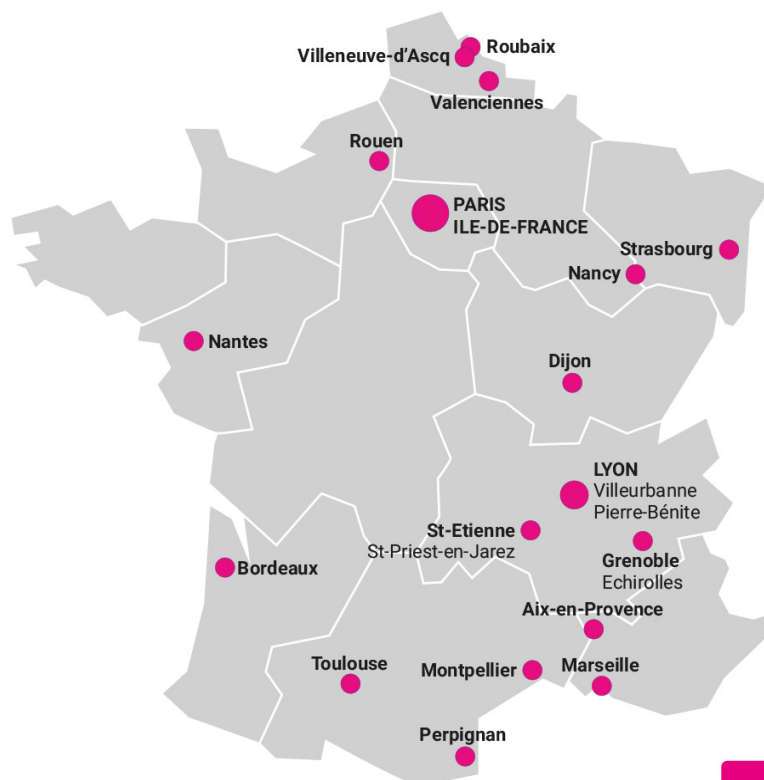 Roubaix
Villeneuve-d’Ascq
Valenciennes
Rouen
PARIS
ILE-DE-FRANCE
Strasbourg
Nancy
Nantes
Dijon
LYON
Villeurbanne
Pierre-Bénite
St-Etienne
St-Priest-en-Jarez
Grenoble
Echirolles
Bordeaux
Aix-en-Provence
Toulouse
Montpellier
Marseille
Perpignan